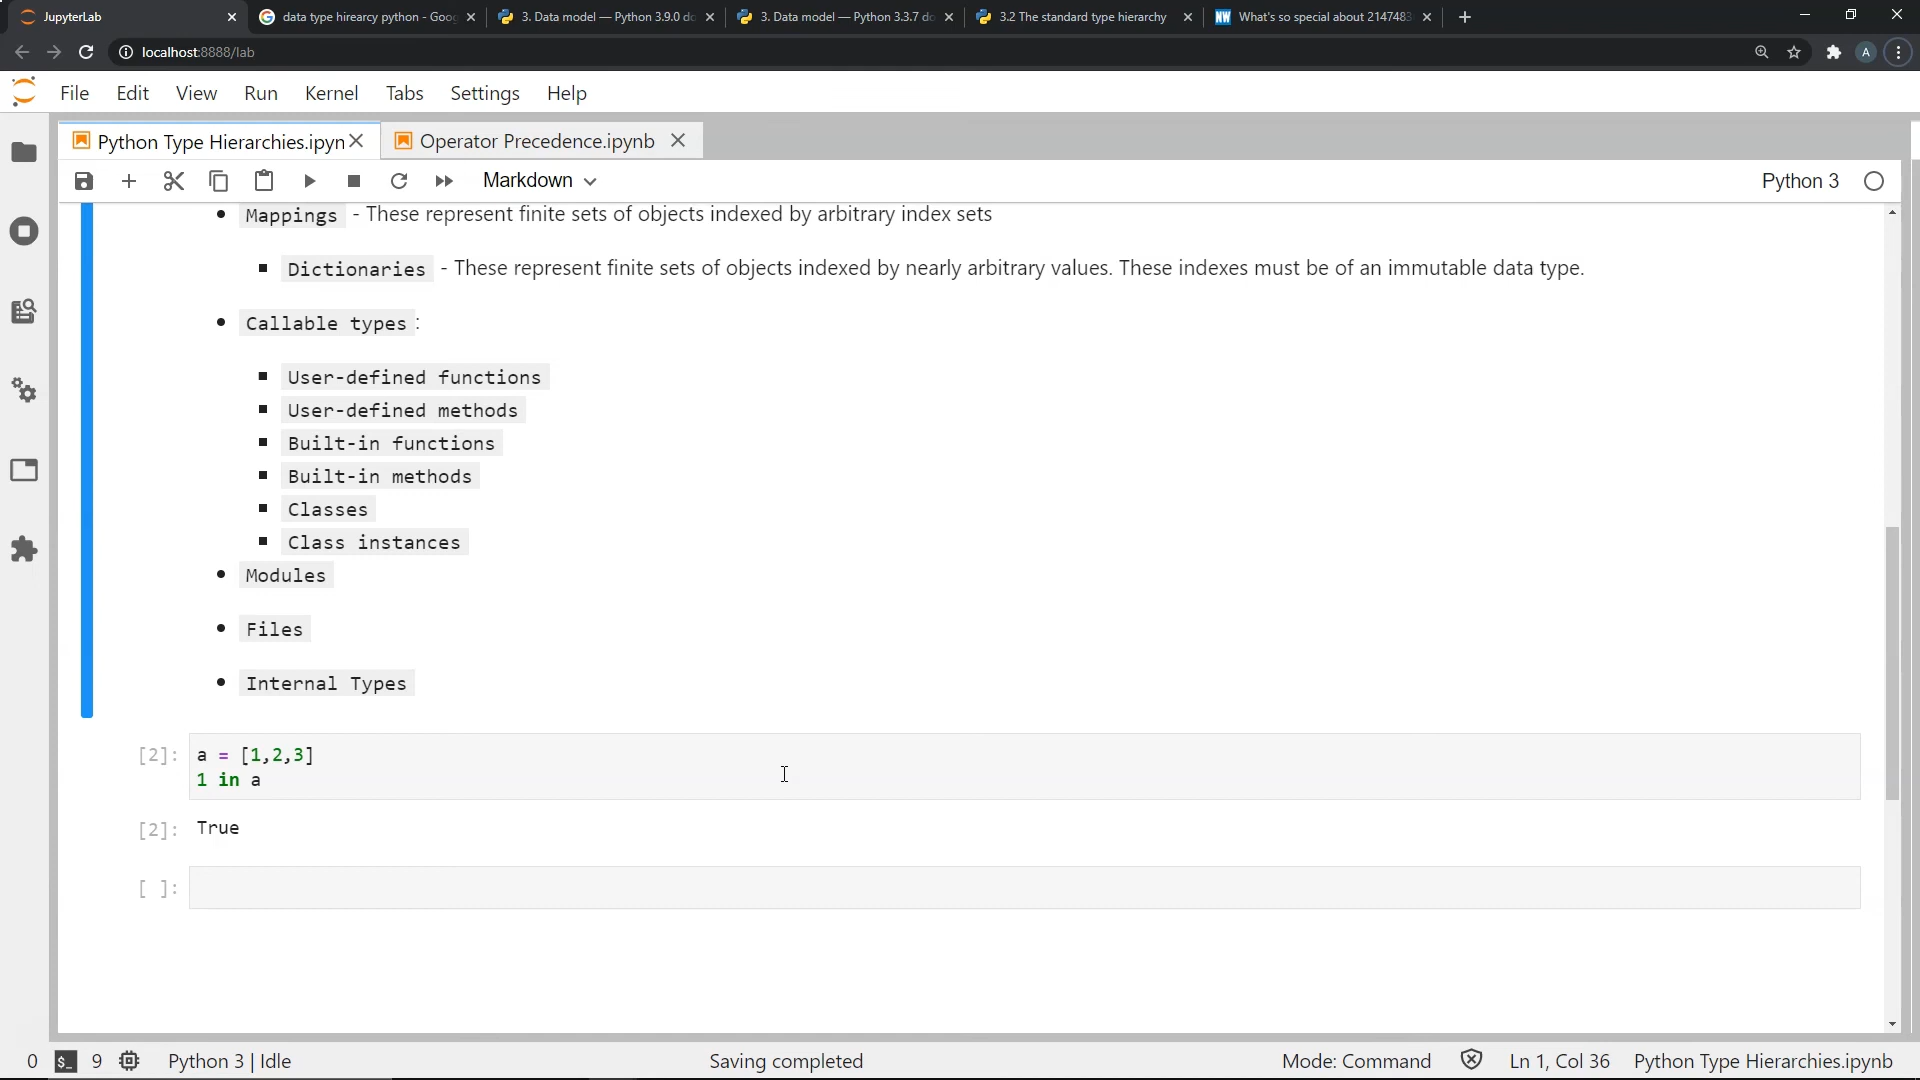 JupyterLab
data type hirearcy python - Goog
3. Data model — Python 3.9.0 do
3. Data model — Python 3.3.7 do
3.2 The standard type hierarchy
NW What's so special about 2147483
localhost:8888/lab
A
File Edit View Run Kernel Tabs Settings Help
Python Type Hierarchies.ipyn
Operator Precedence.ipynb
Markdown
Python 3
Mappings - These represent finite sets of objects indexed by arbitrary index sets
Dictionaries - These represent finite sets of objects indexed by nearly arbitrary values. These indexes must be of an immutable data type.
Callable types :
User-defined functions
User-defined methods
Built-in functions
Built-in methods
Classes
Class instances
Modules
Files
Internal Types
[2]: a = [1,2,3]
1 in a
[2]: True
[ ]:
0 $_ 9 Python 3 | Idle Saving completed Mode: Command Ln 1, Col 36 Python Type Hierarchies.ipynb